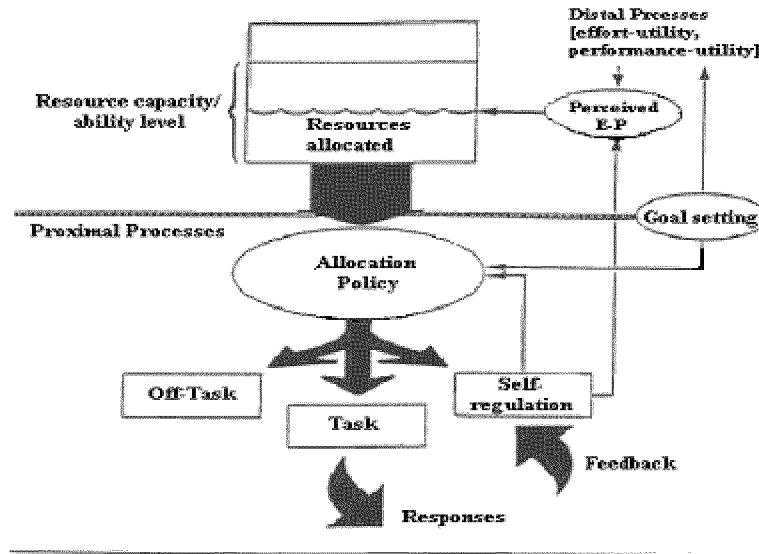 Distal Prcesses
[effort-utility,
performance-utility]
Resource capacity/
ability level
Perceived
E-P
Resources
allocated
Goal setting
Proximal Processes
Allocation
Policy
Off-Task
Self-
regulation
Task
Feedback
Responses